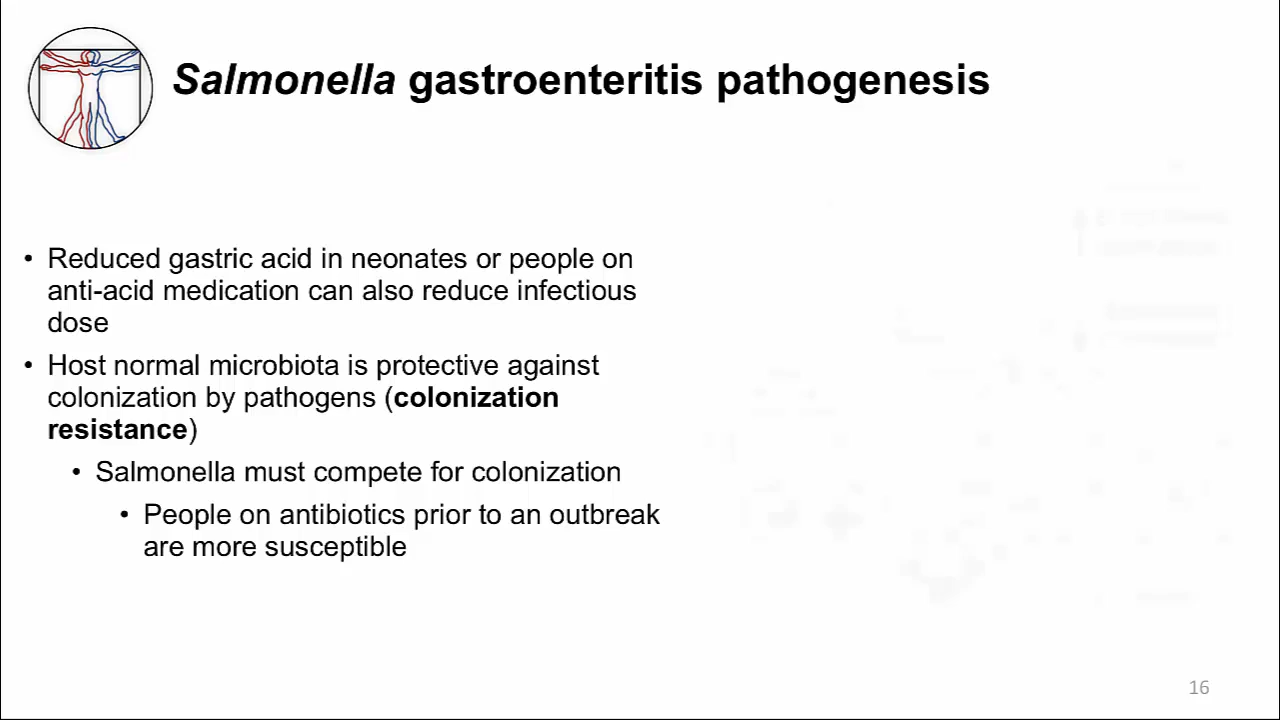 Salmonella gastroenteritis pathogenesis
• Reduced gastric acid in neonates or people on
anti-acid medication can also reduce infectious
dose
• Host normal microbiota is protective against
colonization by pathogens (colonization
resistance)
• Salmonella must compete for colonization
• People on antibiotics prior to an outbreak
are more susceptible
16